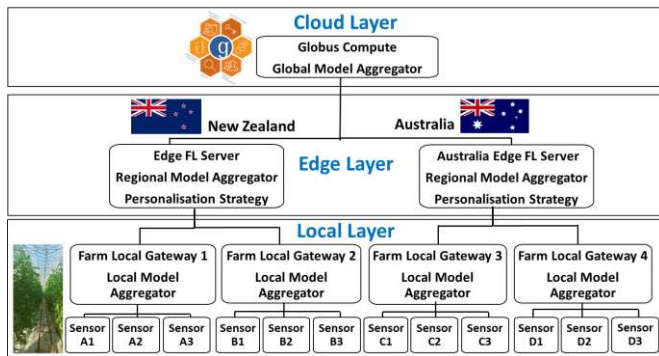 Cloud Layer
g
Globus Compute
Global Model Aggregator
New Zealand
Australia
Edge Layer
Edge FL Server
Regional Model Aggregator
Personalisation Strategy
Australia Edge FL Server
Regional Model Aggregator
Personalisation Strategy
Local Layer
Farm Local Gateway 1
Local Model
Aggregator
Farm Local Gateway 2
Local Model
Aggregator
Farm Local Gateway 3
Local Model
Aggregator
Farm Local Gateway 4
Local Model
Aggregator
Sensor
A1
Sensor
A2
Sensor
A3
Sensor
B1
Sensor
B2
Sensor
B3
Sensor
C1
Sensor
C2
Sensor
C3
Sensor
D1
Sensor
D2
Sensor
D3